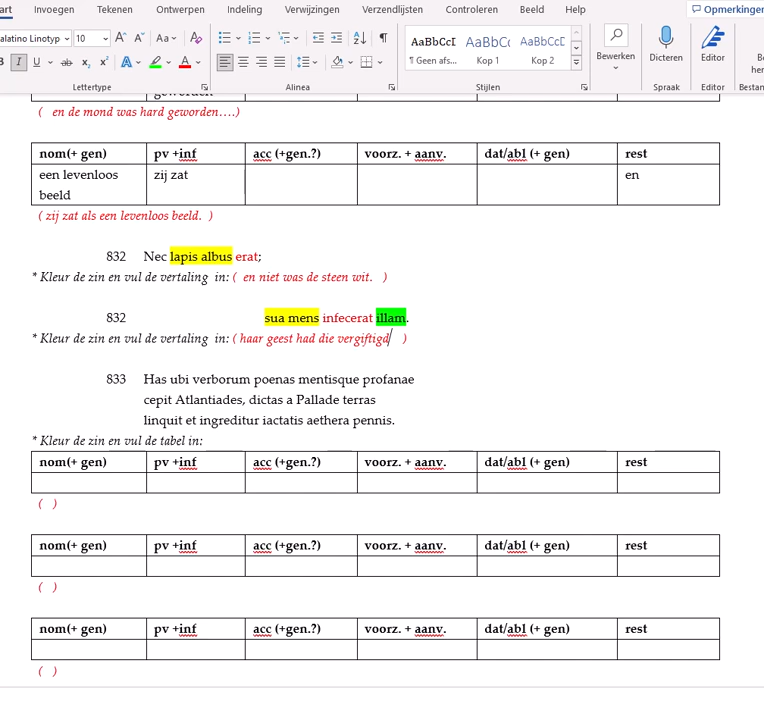 art Invoegen Tekenen Ontwerpen Indeling Verwijzingen Verzendlijsten Controleren Beeld Help Opmerkingen
alatino Linotyp 10 A A Aa A
B I U ab x₂ x² A A
AaBbCcI AaBbCc AaBbCcD
¶ Geen afs... Kop 1 Kop 2
Bewerken Dicteren Editor
Lettertype Alinea Stijlen Spraak Editor Bestan
geworden
( en de mond was hard geworden….)
nom(+ gen) pv +inf acc (+gen.?) voorz. + aanv. dat/abl (+ gen) rest
een levenloos zij zat en
beeld
( zij zat als een levenloos beeld. )
832 Nec lapis albus erat;
* Kleur de zin en vul de vertaling in: ( en niet was de steen wit. )
832 sua mens infecerat illam.
* Kleur de zin en vul de vertaling in: ( haar geest had die vergiftigd )
833 Has ubi verborum poenas mentisque profanae
cepit Atlantiades, dictas a Pallade terras
linquit et ingreditur iactatis aethera pennis.
* Kleur de zin en vul de tabel in:
nom(+ gen) pv +inf acc (+gen.?) voorz. + aanv. dat/abl (+ gen) rest
( )
nom(+ gen) pv +inf acc (+gen.?) voorz. + aanv. dat/abl (+ gen) rest
( )
nom(+ gen) pv +inf acc (+gen.?) voorz. + aanv. dat/abl (+ gen) rest
( )